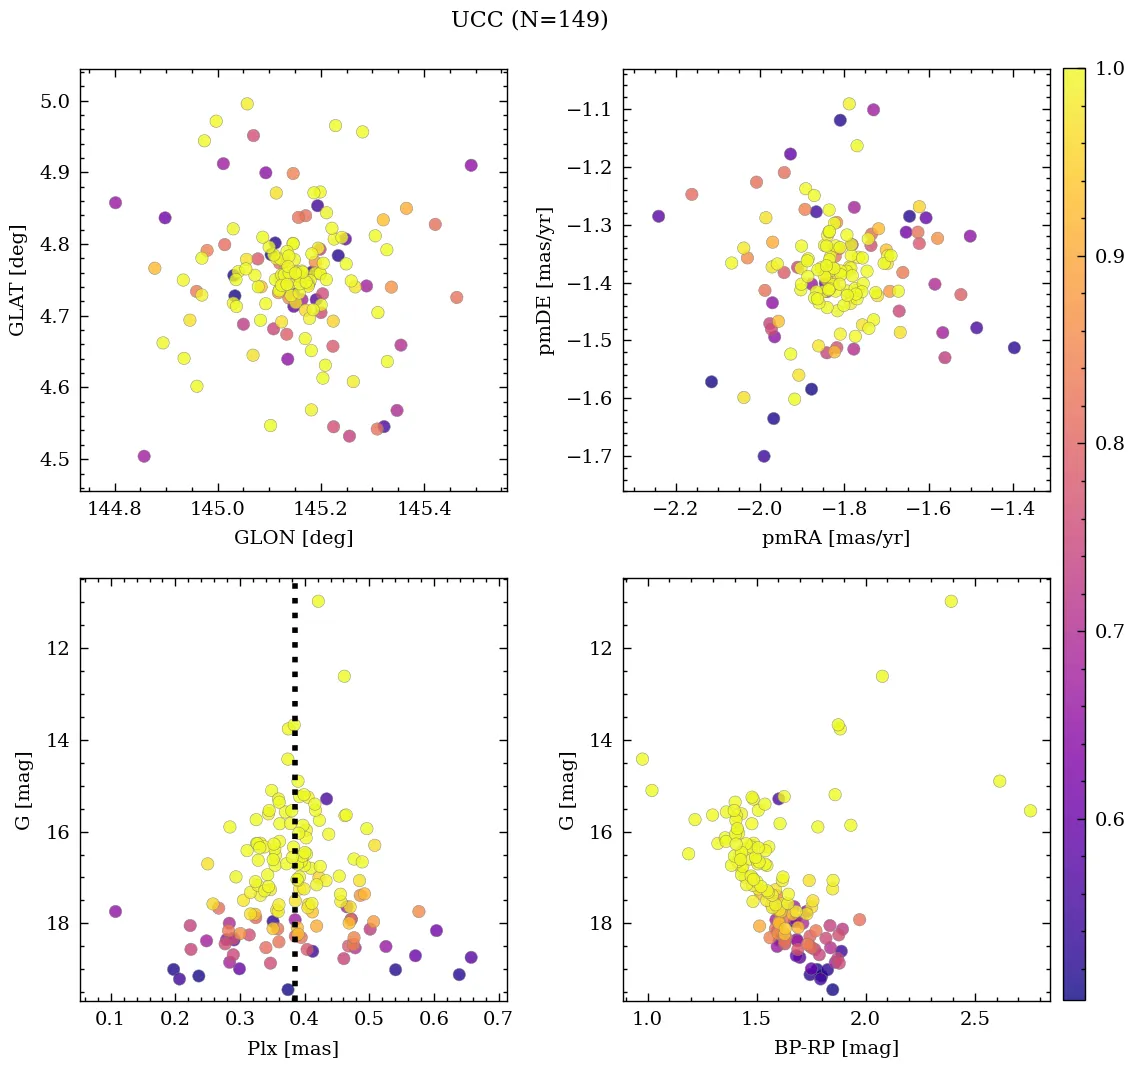 UCC (N=149)
5.0
4.9
4.8
4.7
4.6
4.5
GLAT [deg]
144.8 145.0 145.2 145.4
GLON [deg]
−1.1
−1.2
−1.3
−1.4
−1.5
−1.6
−1.7
pmDE [mas/yr]
−2.2 −2.0 −1.8 −1.6 −1.4
pmRA [mas/yr]
1.0
0.9
0.8
0.7
0.6
12
14
16
18
G [mag]
0.1 0.2 0.3 0.4 0.5 0.6 0.7
Plx [mas]
12
14
16
18
G [mag]
1.0 1.5 2.0 2.5
BP-RP [mag]